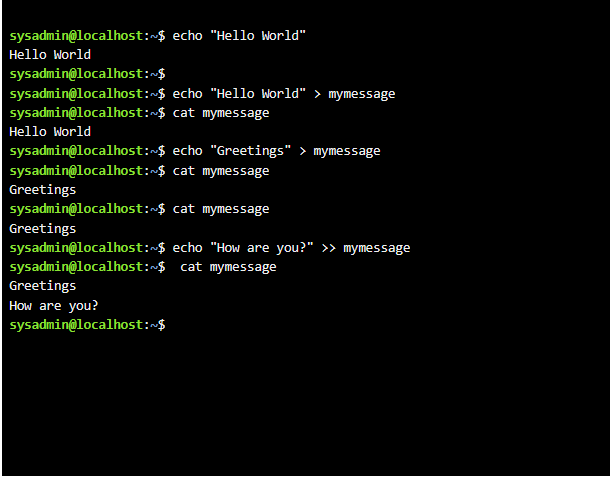 sysadmin@localhost:~$ echo "Hello World"
Hello World
sysadmin@localhost:~$
sysadmin@localhost:~$ echo "Hello World" > mymessage
sysadmin@localhost:~$ cat mymessage
Hello World
sysadmin@localhost:~$ echo "Greetings" > mymessage
sysadmin@localhost:~$ cat mymessage
Greetings
sysadmin@localhost:~$ cat mymessage
Greetings
sysadmin@localhost:~$ echo "How are you?" >> mymessage
sysadmin@localhost:~$  cat mymessage
Greetings
How are you?
sysadmin@localhost:~$